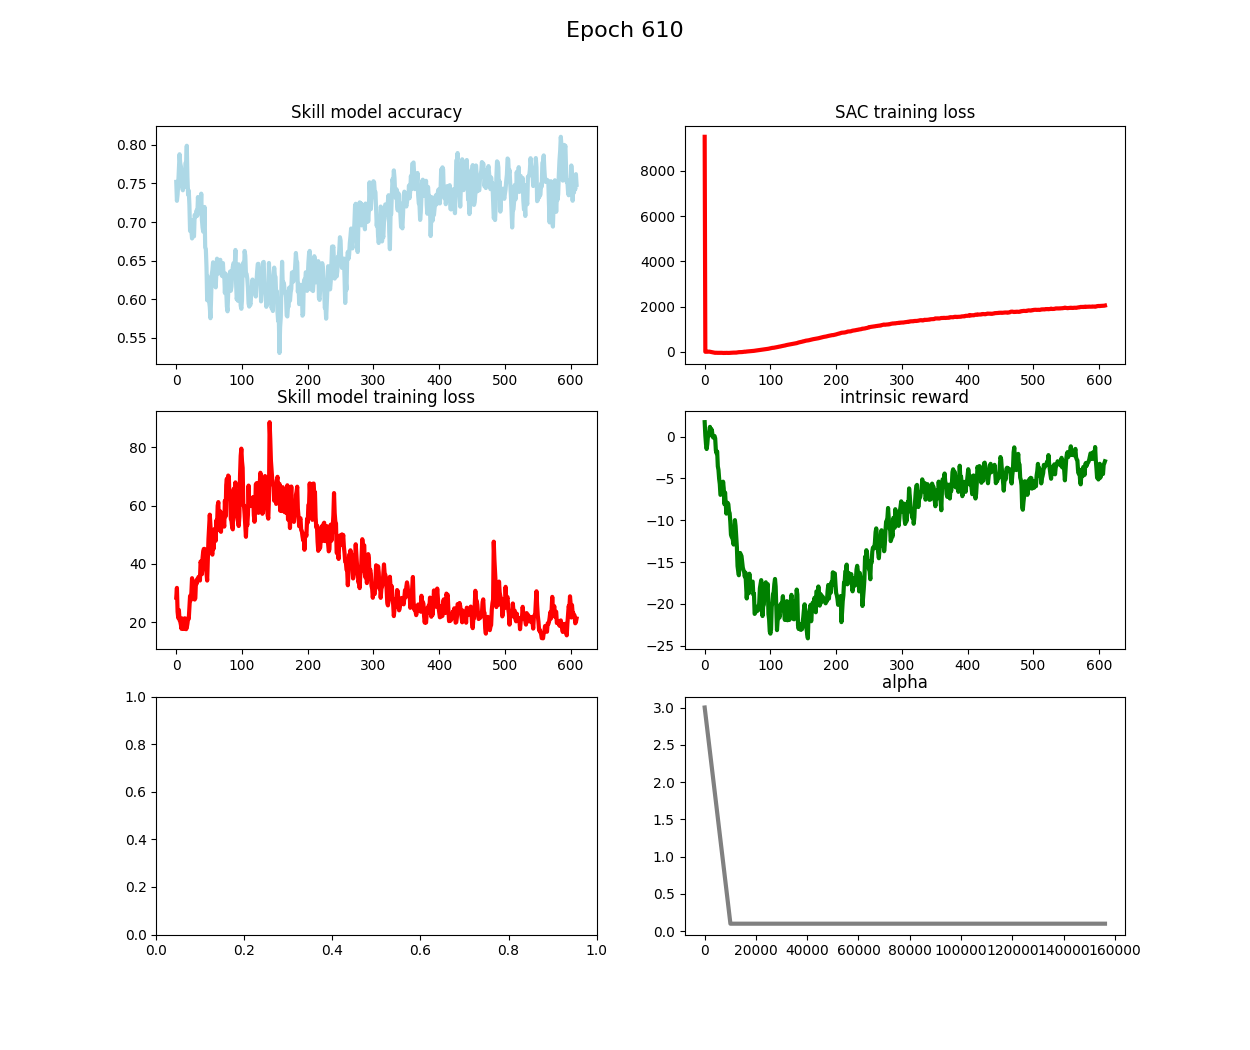 Epoch 610
Skill model accuracy
0.80
0.75
0.70
0.65
0.60
0.55
0 100 200 300 400 500 600
SAC training loss
8000
6000
4000
2000
0
0 100 200 300 400 500 600
Skill model training loss
80
60
40
20
0 100 200 300 400 500 600
intrinsic reward
0
−5
−10
−15
−20
−25
0 100 200 300 400 500 600
1.0
0.8
0.6
0.4
0.2
0.0
0.0 0.2 0.4 0.6 0.8 1.0
alpha
3.0
2.5
2.0
1.5
1.0
0.5
0.0
0 20000 40000 60000 80000 100000 120000 140000 160000